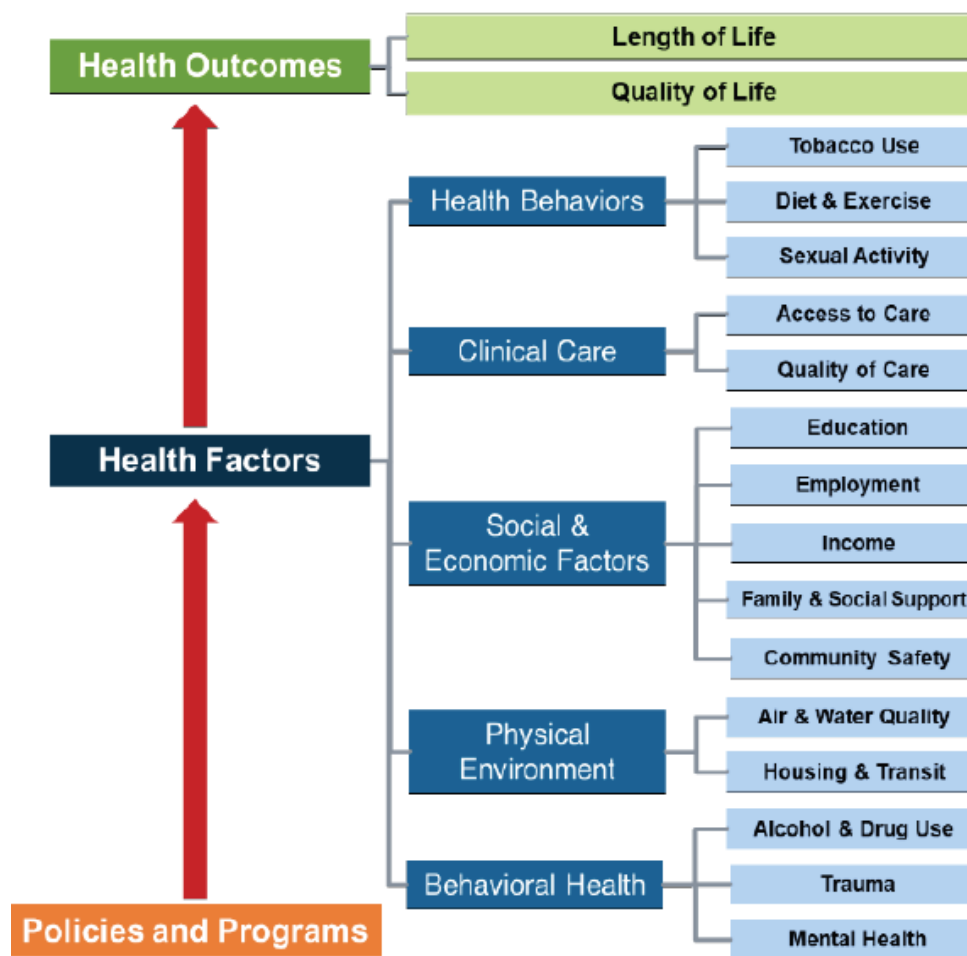 Health Outcomes
Length of Life
Quality of Life
Health Factors
Health Behaviors
Tobacco Use
Diet & Exercise
Sexual Activity
Clinical Care
Access to Care
Quality of Care
Social &
Economic Factors
Education
Employment
Income
Family & Social Support
Community Safety
Physical
Environment
Air & Water Quality
Housing & Transit
Behavioral Health
Alcohol & Drug Use
Trauma
Mental Health
Policies and Programs